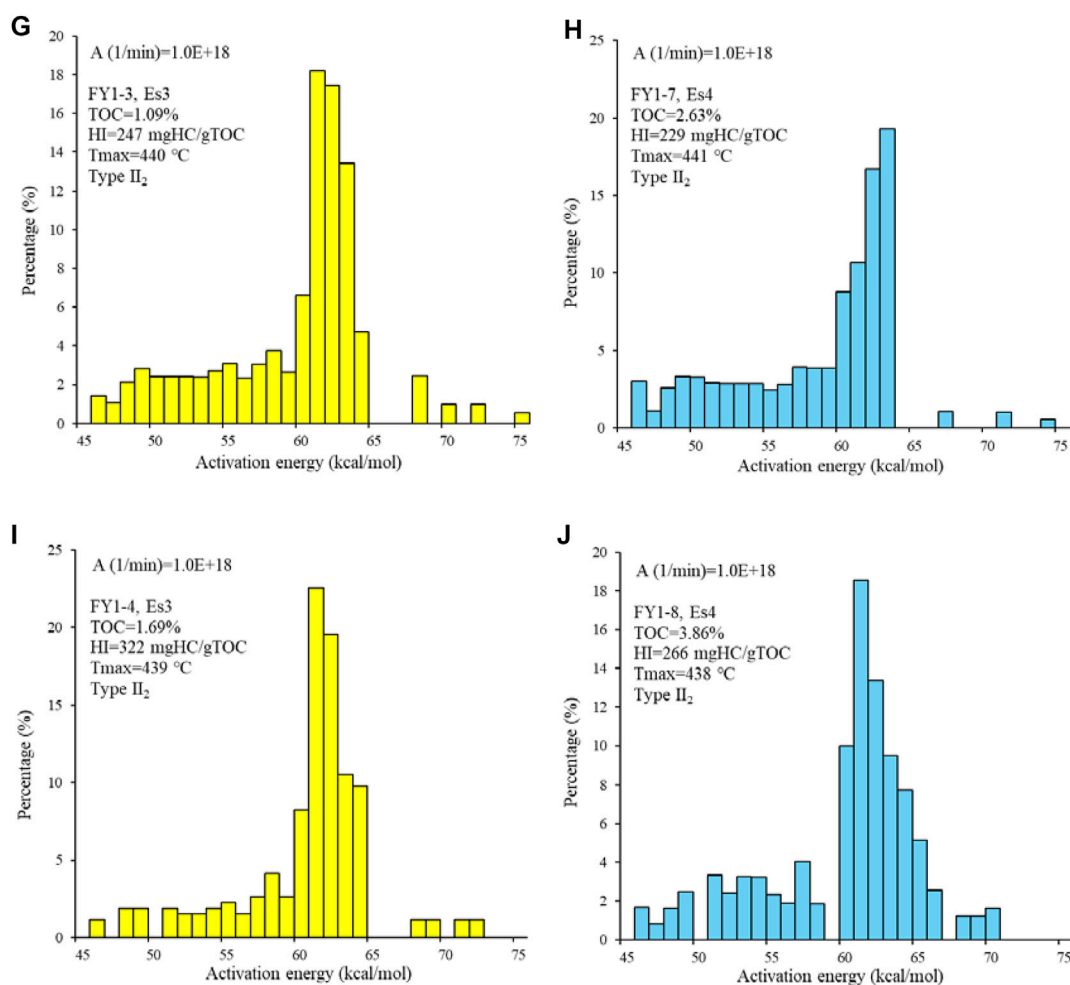 G
A (1/min)=1.0E+18
FY1-3, Es3
TOC=1.09%
HI=247 mgHC/gTOC
Tmax=440 °C
Type II₂
Percentage (%)
20
18
16
14
12
10
8
6
4
2
0
45 50 55 60 65 70 75
Activation energy (kcal/mol)
H
A (1/min)=1.0E+18
FY1-7, Es4
TOC=2.63%
HI=229 mgHC/gTOC
Tmax=441 °C
Type II₂
Percentage (%)
25
20
15
10
5
0
45 50 55 60 65 70 75
Activation energy (kcal/mol)
I
A (1/min)=1.0E+18
FY1-4, Es3
TOC=1.69%
HI=322 mgHC/gTOC
Tmax=439 °C
Type II₂
Percentage (%)
25
20
15
10
5
0
45 50 55 60 65 70 75
Activation energy (kcal/mol)
J
A (1/min)=1.0E+18
FY1-8, Es4
TOC=3.86%
HI=266 mgHC/gTOC
Tmax=438 °C
Type II₂
Percentage (%)
20
18
16
14
12
10
8
6
4
2
0
45 50 55 60 65 70 75
Activation energy (kcal/mol)